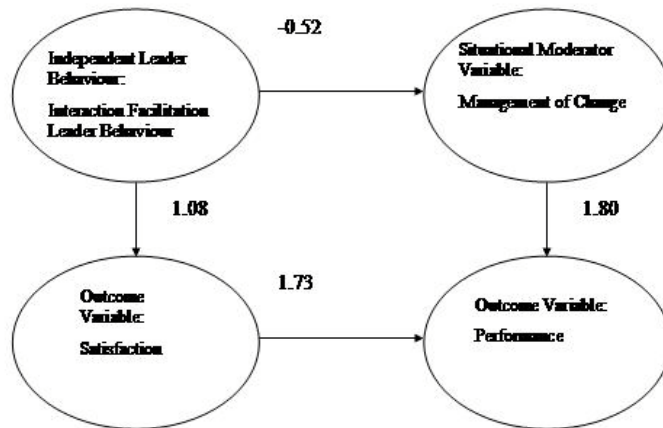 -0.52
Independent Leader
Behaviour:
Interaction Facilitation
Leader Behaviour
Situational Moderator
Variable:
Management of Change
1.08
1.80
Outcome
Variable:
Satisfaction
1.73
Outcome Variable:
Performance